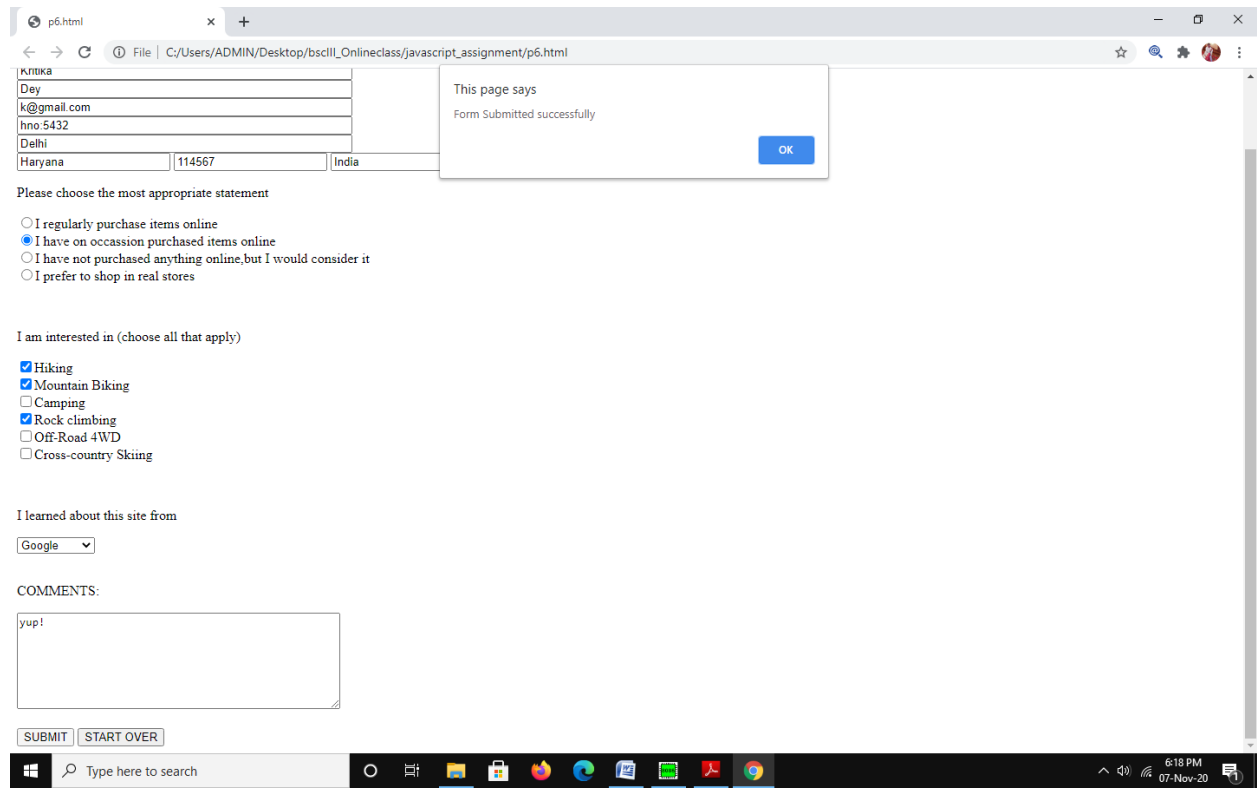 p6.html
File | C:/Users/ADMIN/Desktop/bscIII_Onlineclass/javascript_assignment/p6.html
This page says
Form Submitted successfully
OK
Kritika
Dey
k@gmail.com
hno:5432
Delhi
Haryana 114567 India
Please choose the most appropriate statement
I regularly purchase items online
I have on occassion purchased items online
I have not purchased anything online,but I would consider it
I prefer to shop in real stores
I am interested in (choose all that apply)
Hiking
Mountain Biking
Camping
Rock climbing
Off-Road 4WD
Cross-country Skiing
I learned about this site from
Google
COMMENTS:
yup!
SUBMIT START OVER
Type here to search
6:18 PM
07-Nov-20
1